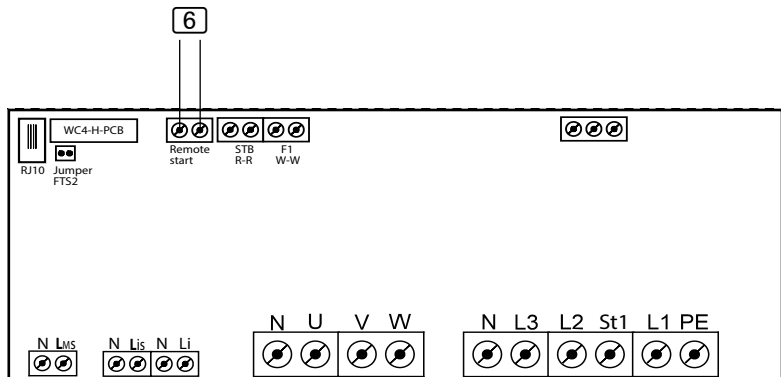 6
WC4-H-PCB
RJ10
Jumper
FTS2
Remote
start
STB
R-R
F1
W-W
N LMS
N LiS N Li
N U V W
N L3 L2 St1 L1 PE